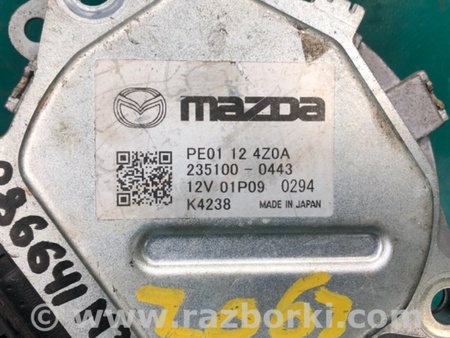 mazda
PE01 12 4Z0A
235100-0443
12V 01P09 0294
K4238 MADE IN JAPAN
www.razborki.com